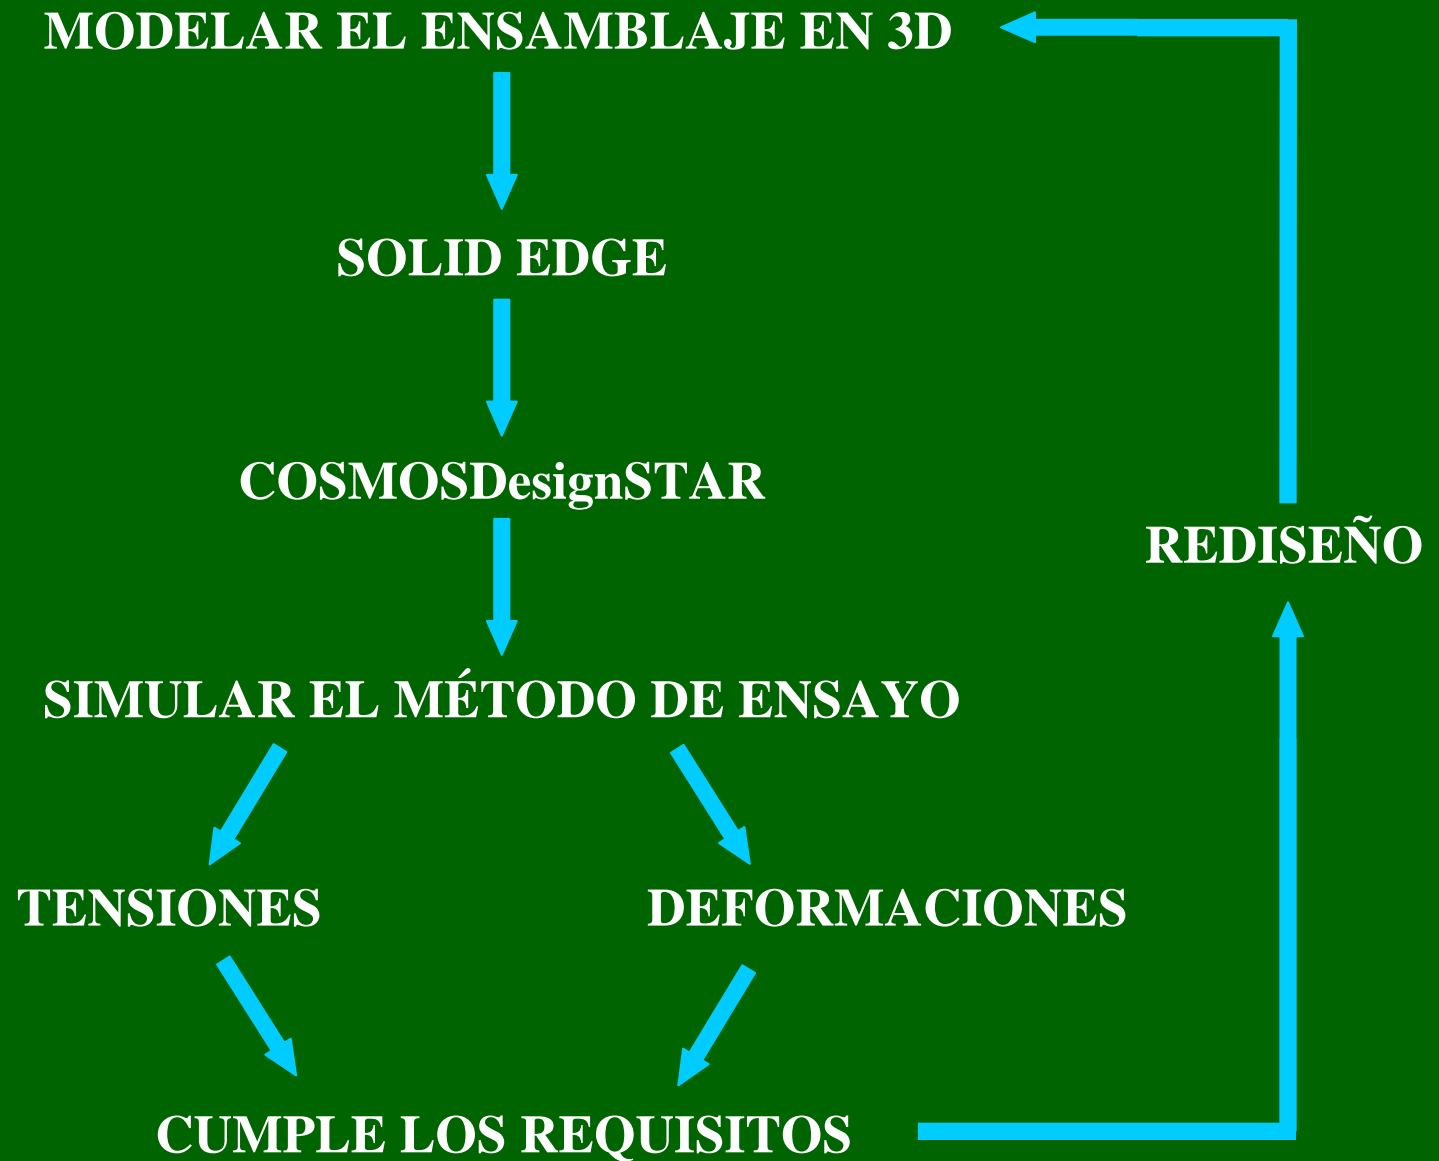 MODELAR EL ENSAMBLAJE EN 3D
SOLID EDGE
COSMOSDesignSTAR
REDISEÑO
SIMULAR EL MÉTODO DE ENSAYO
TENSIONES
DEFORMACIONES
CUMPLE LOS REQUISITOS